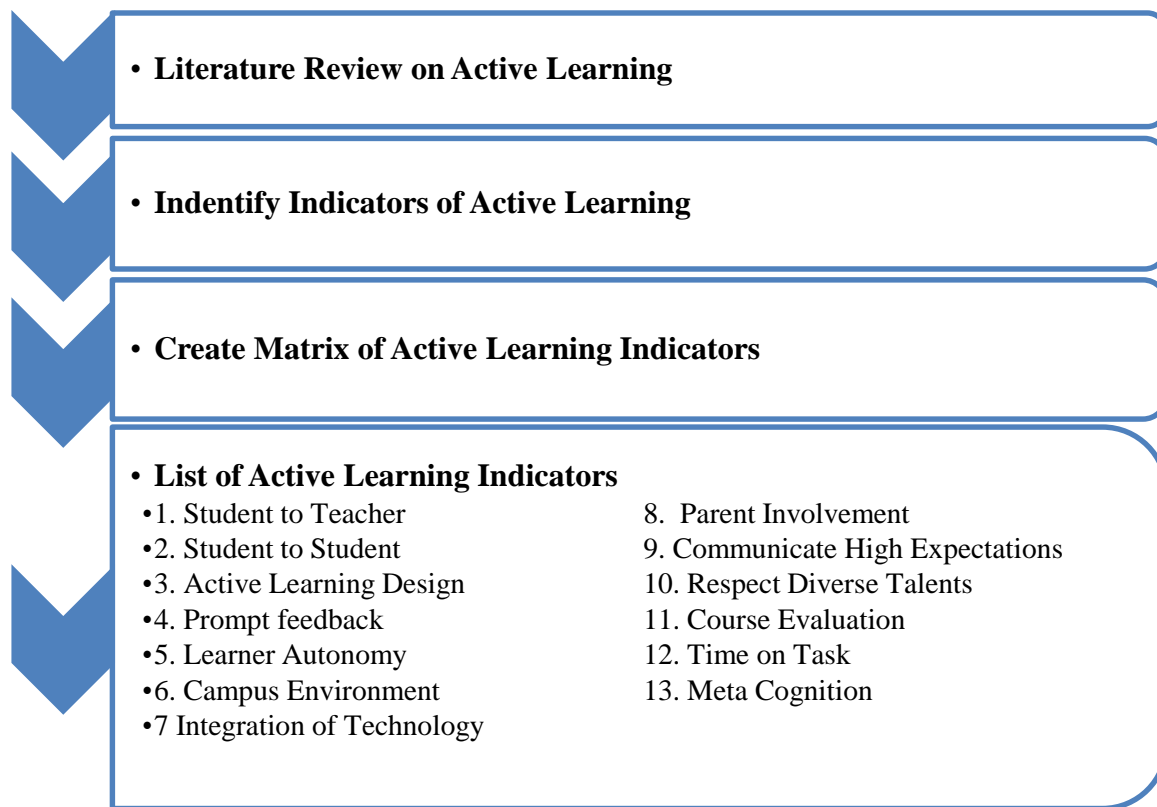 • Literature Review on Active Learning
• Indentify Indicators of Active Learning
• Create Matrix of Active Learning Indicators
• List of Active Learning Indicators
•1. Student to Teacher
•2. Student to Student
•3. Active Learning Design
•4. Prompt feedback
•5. Learner Autonomy
•6. Campus Environment
•7 Integration of Technology
8. Parent Involvement
9. Communicate High Expectations
10. Respect Diverse Talents
11. Course Evaluation
12. Time on Task
13. Meta Cognition